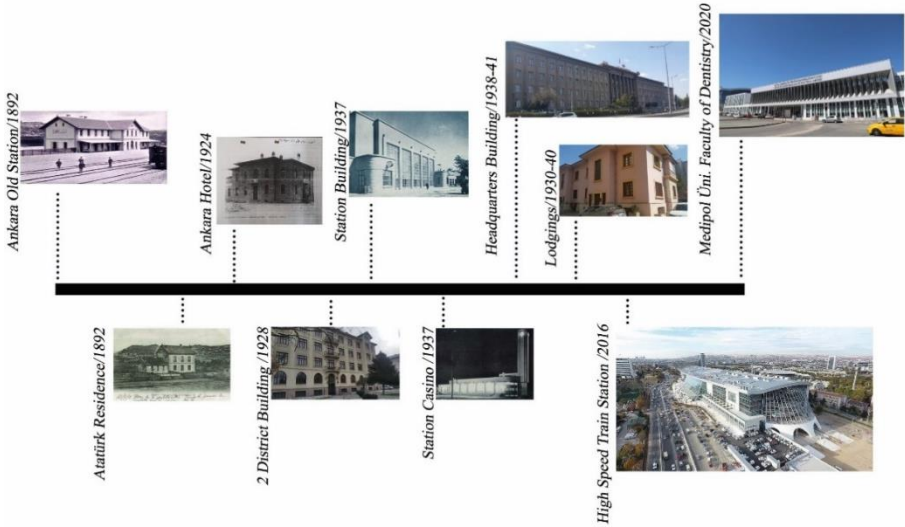 Ankara Old Station/1892
Ankara Hotel/1924
Station Building/1937
Headquarters Building/1938-41
Lodgings/1930-40
Medipol Üni. Faculty of Dentistry/2020
Atatürk Residence/1892
2 District Building /1928
Station Casino /1937
High Speed Train Station /2016